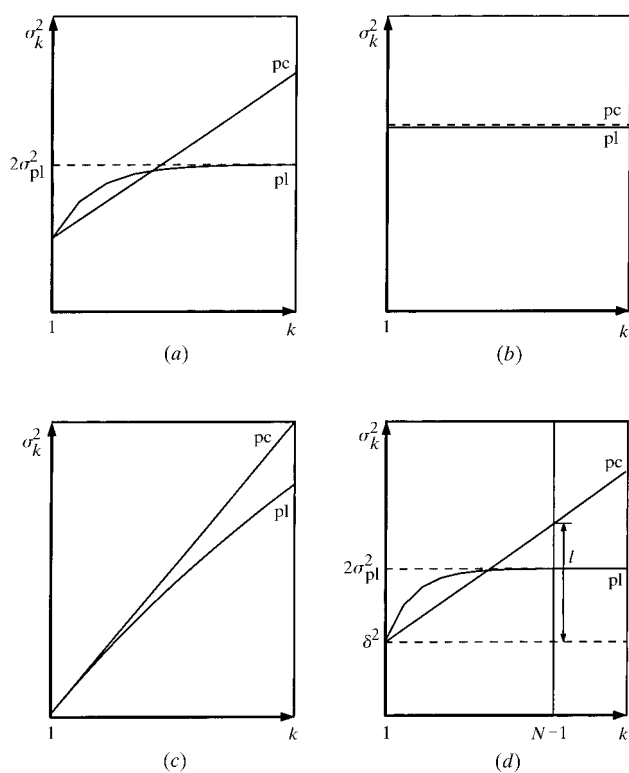 σ²ₖ
pc
2σ²pl
pl
1
k
(a)
σ²ₖ
pc
pl
1
k
(b)
σ²ₖ
pc
pl
1
k
(c)
σ²ₖ
pc
2σ²pl
l
pl
δ²
1
N−1
k
(d)